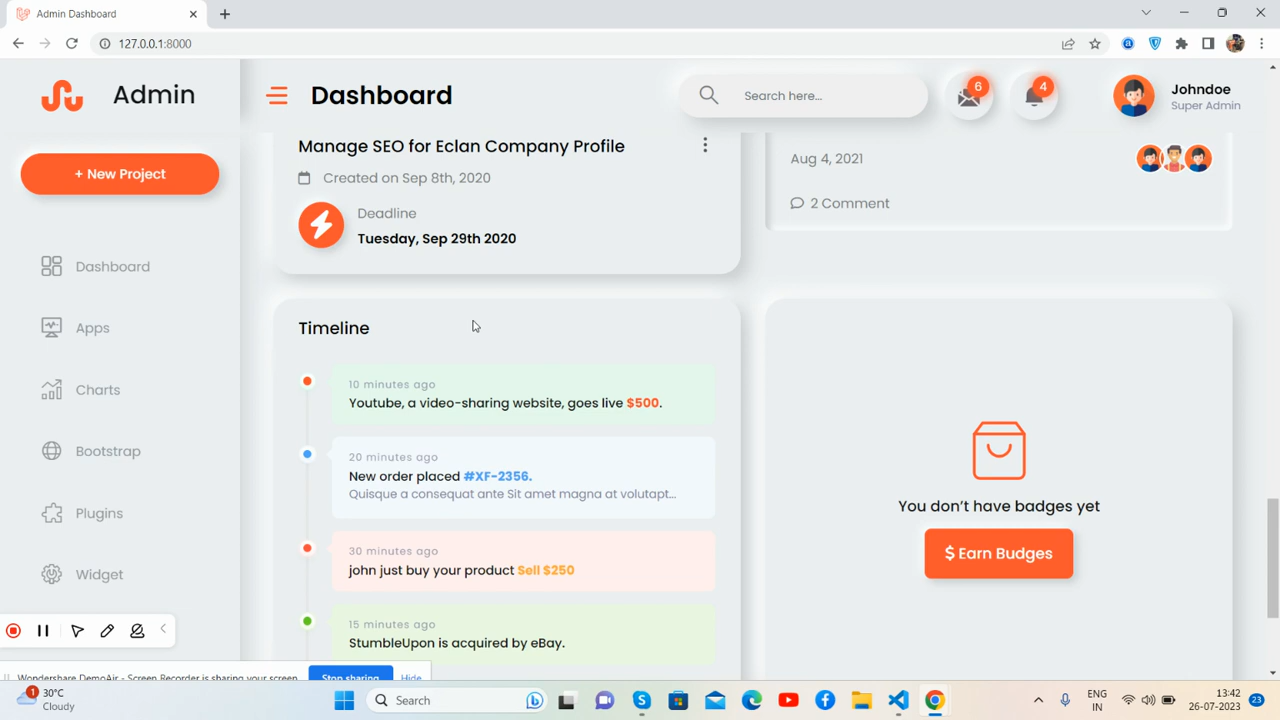 Admin Dashboard
127.0.0.1:8000
Admin
Dashboard
Search here...
6
4
Johndoe
Super Admin
+ New Project
Dashboard
Apps
Charts
Bootstrap
Plugins
Widget
Manage SEO for Eclan Company Profile
Created on Sep 8th, 2020
Deadline
Tuesday, Sep 29th 2020
Aug 4, 2021
2 Comment
Timeline
10 minutes ago
Youtube, a video-sharing website, goes live $500.
20 minutes ago
New order placed #XF-2356.
Quisque a consequat ante Sit amet magna at volutapt...
30 minutes ago
john just buy your product Sell $250
15 minutes ago
StumbleUpon is acquired by eBay.
You don't have badges yet
$ Earn Budges
Wondershare DemoAir - Screen Recorder is sharing your screen.
Stop sharing
Hide
1
30°C
Cloudy
Search
ENG
IN
13:42
26-07-2023
23